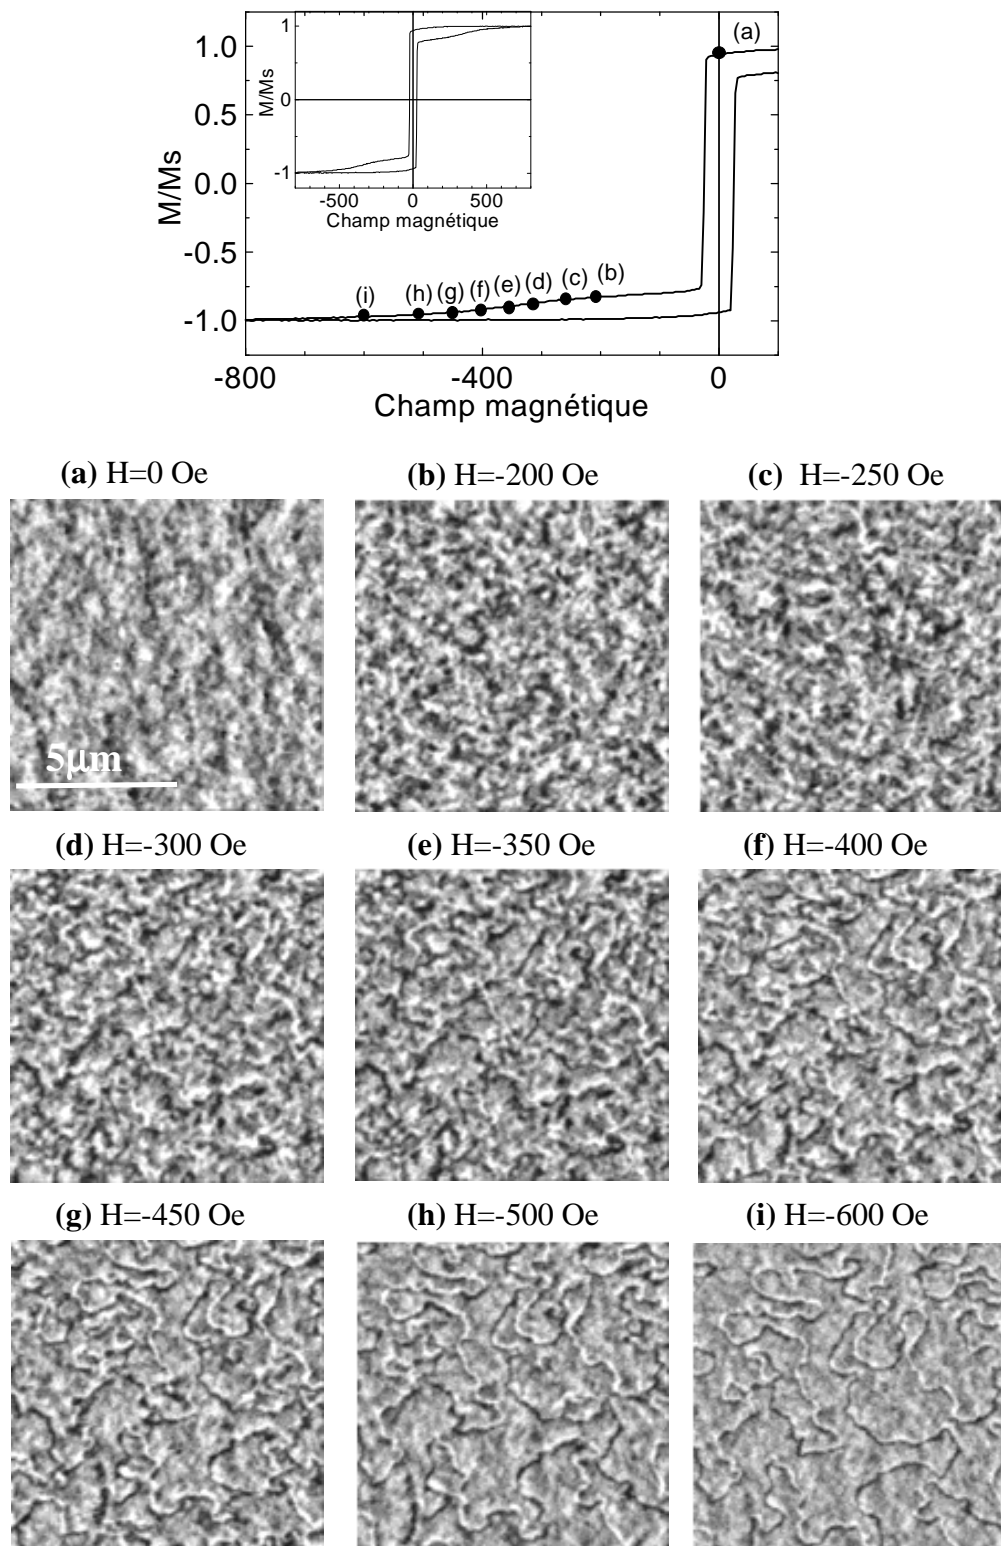 (a)
1.0
0.5
0.0
-0.5
-1.0
M/Ms
1
0
-1
M/Ms
-500 0 500
Champ magnétique
(i) (h) (g) (f) (e) (d) (c) (b)
-800 -400 0
Champ magnétique
(a) H=0 Oe (b) H=-200 Oe (c) H=-250 Oe
5µm
(d) H=-300 Oe (e) H=-350 Oe (f) H=-400 Oe
(g) H=-450 Oe (h) H=-500 Oe (i) H=-600 Oe